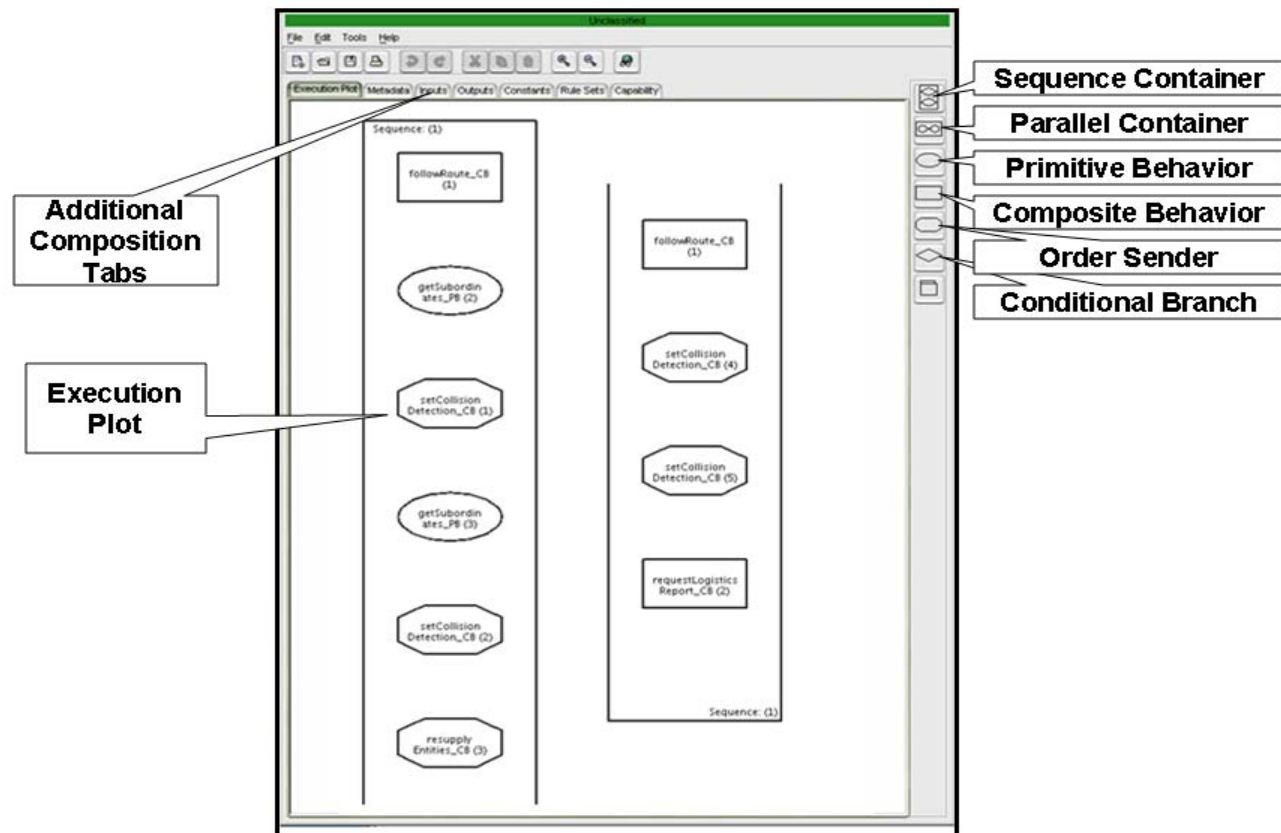 Unclassified
File Edit Tools Help
Execution Plot Metadata Inputs Outputs Constants Rule Sets Capability
Sequence: (1)
followRoute_CB
(1)
getSubordin
ates_PB (2)
setCollision
Detection_CB (1)
getSubordin
ates_PB (3)
setCollision
Detection_CB (2)
resupply
Entities_CB (3)
followRoute_CB
(1)
setCollision
Detection_CB (4)
setCollision
Detection_CB (5)
requestLogistics
Report_CB (2)
Sequence: (1)
Additional
Composition
Tabs
Execution
Plot
Sequence Container
Parallel Container
Primitive Behavior
Composite Behavior
Order Sender
Conditional Branch